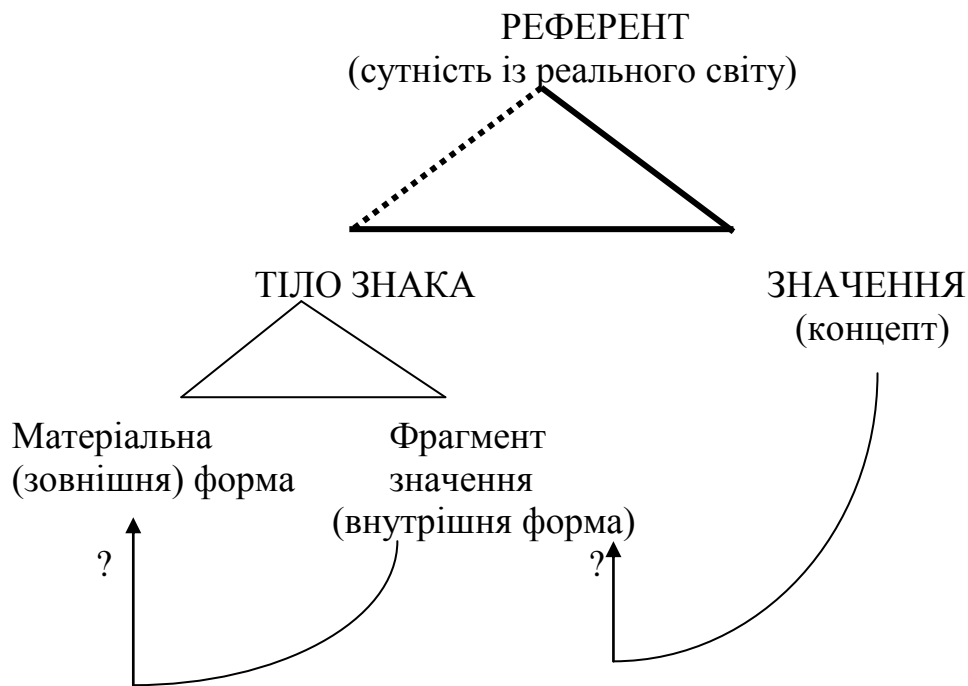 РЕФЕРЕНТ
(сутність із реального світу)
ТІЛО ЗНАКА
ЗНАЧЕННЯ
(концепт)
Матеріальна
(зовнішня) форма
Фрагмент
значення
(внутрішня форма)
?
?